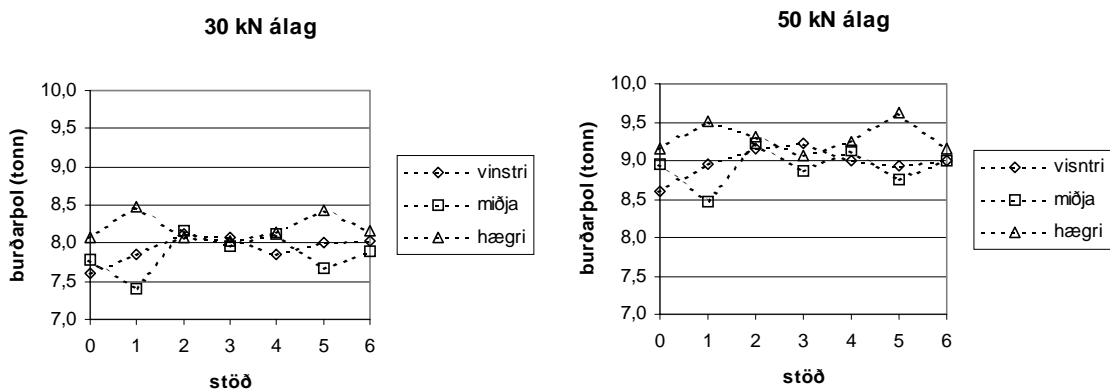 30 kN álag
burðarþol (tonn)
10,0
9,5
9,0
8,5
8,0
7,5
7,0
0 1 2 3 4 5 6
stöð
vinstri
miðja
hægri
50 kN álag
burðarþol (tonn)
10,0
9,5
9,0
8,5
8,0
7,5
7,0
0 1 2 3 4 5 6
stöð
visntri
miðja
hægri